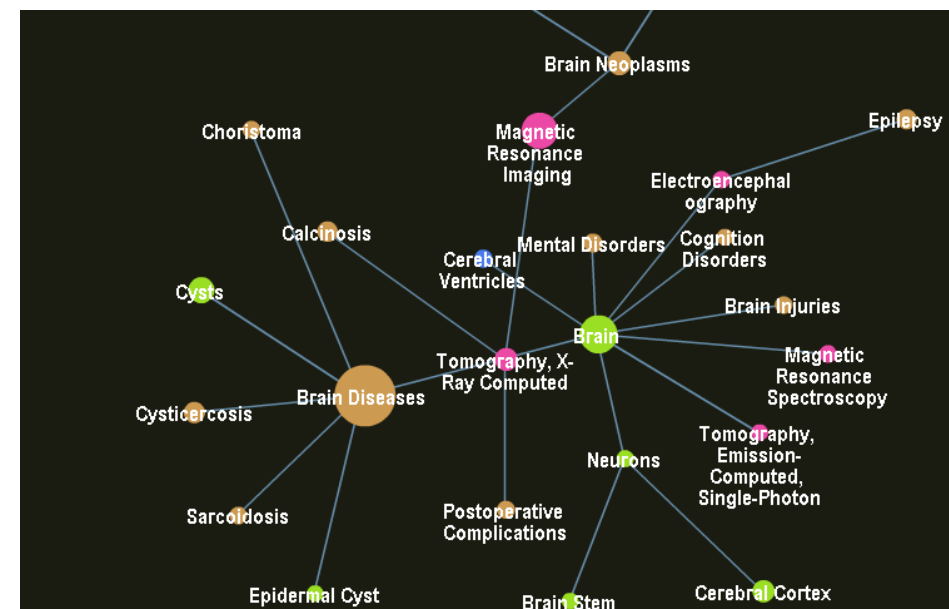 Brain Neoplasms
Choristoma
Magnetic
Resonance
Imaging
Epilepsy
Electroencephal
ography
Calcinosis
Mental Disorders
Cognition
Disorders
Cerebral
Ventricles
Cysts
Brain Injuries
Brain
Tomography, X-
Ray Computed
Magnetic
Resonance
Spectroscopy
Brain Diseases
Cysticercosis
Tomography,
Emission-
Computed,
Single-Photon
Neurons
Sarcoidosis
Postoperative
Complications
Epidermal Cyst
Brain Stem
Cerebral Cortex